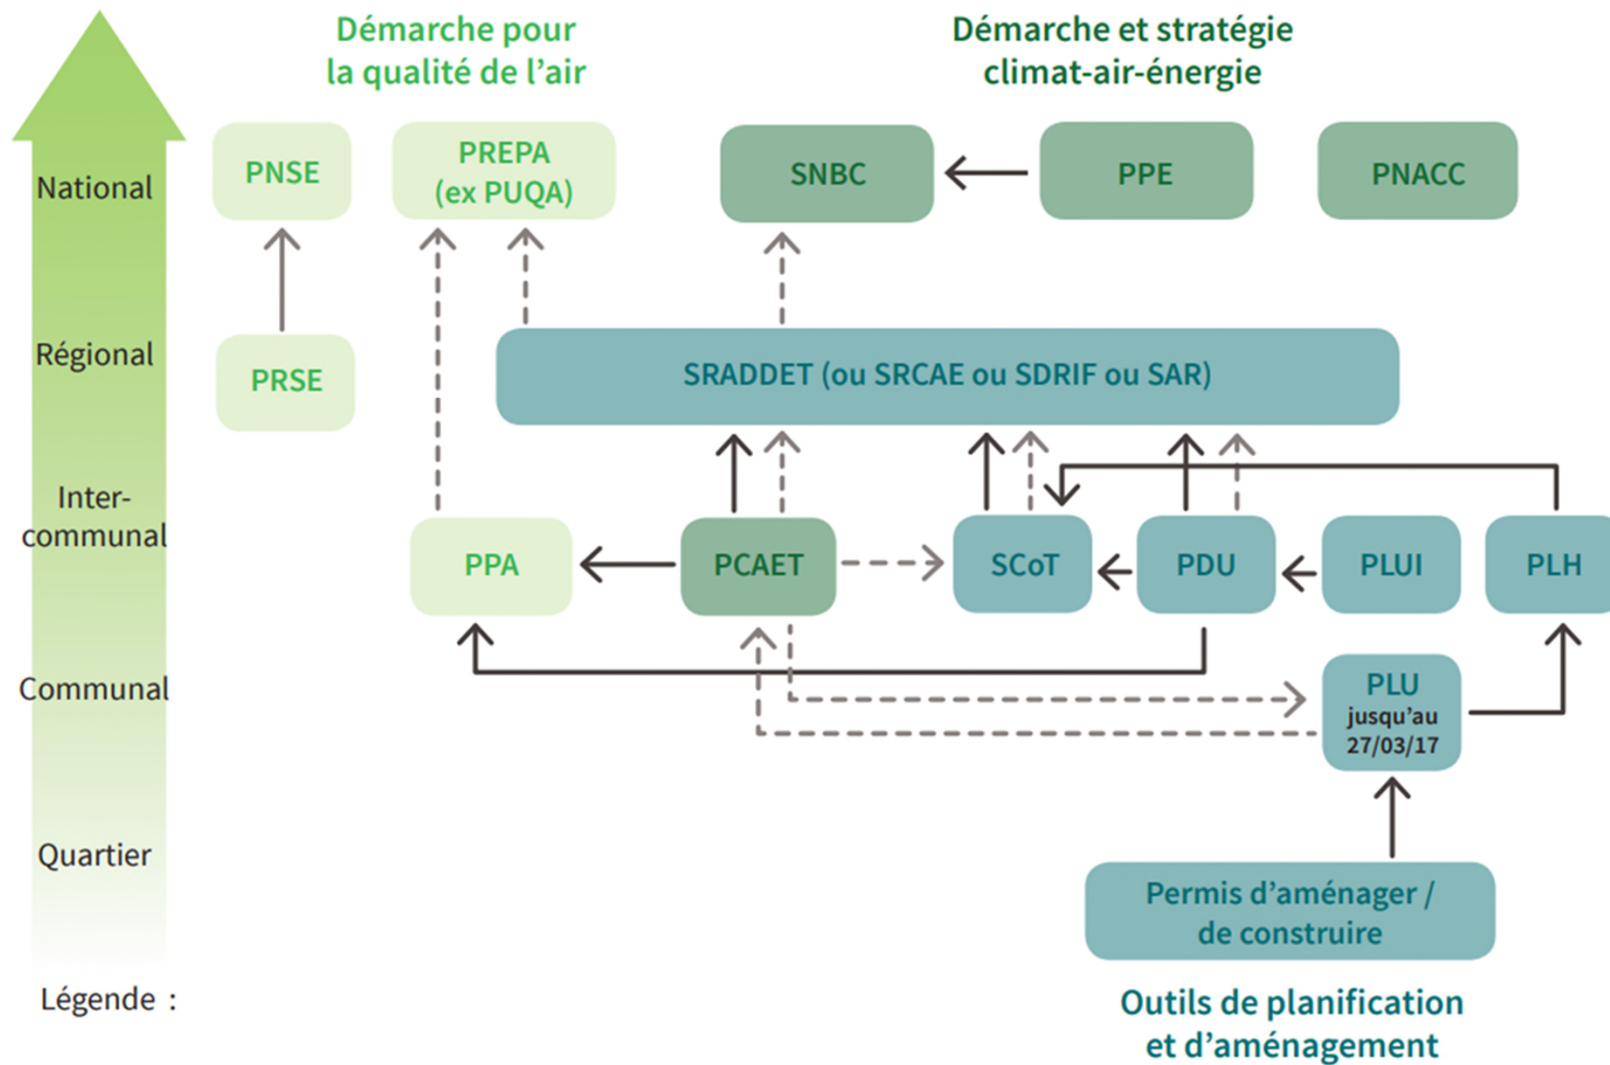 Démarche pour
la qualité de l'air
Démarche et stratégie
climat-air-énergie
National
PNSE
PREPA
(ex PUQA)
SNBC
PPE
PNACC
Régional
PRSE
SRADDET (ou SRCAE ou SDRIF ou SAR)
Inter-
communal
PPA
PCAET
SCoT
PDU
PLUI
PLH
Communal
PLU
jusqu'au
27/03/17
Quartier
Permis d'aménager /
de construire
Légende :
Outils de planification
et d'aménagement